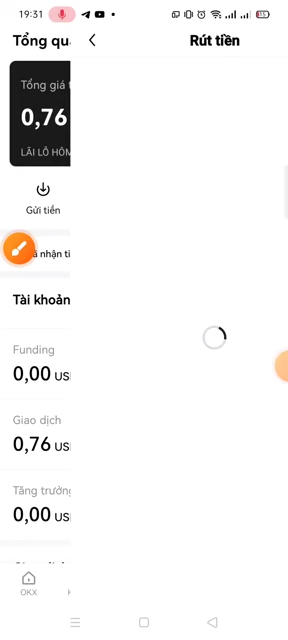 19:31
Tổng qu
Rút tiền
Tổng giá t
0,76
LÃI LỖ HÔM
Gửi tiền
ã nhận ti
Tài khoản
Funding
0,00 US
Giao dịch
0,76 US
Tăng trưởng
0,00 US
OKX